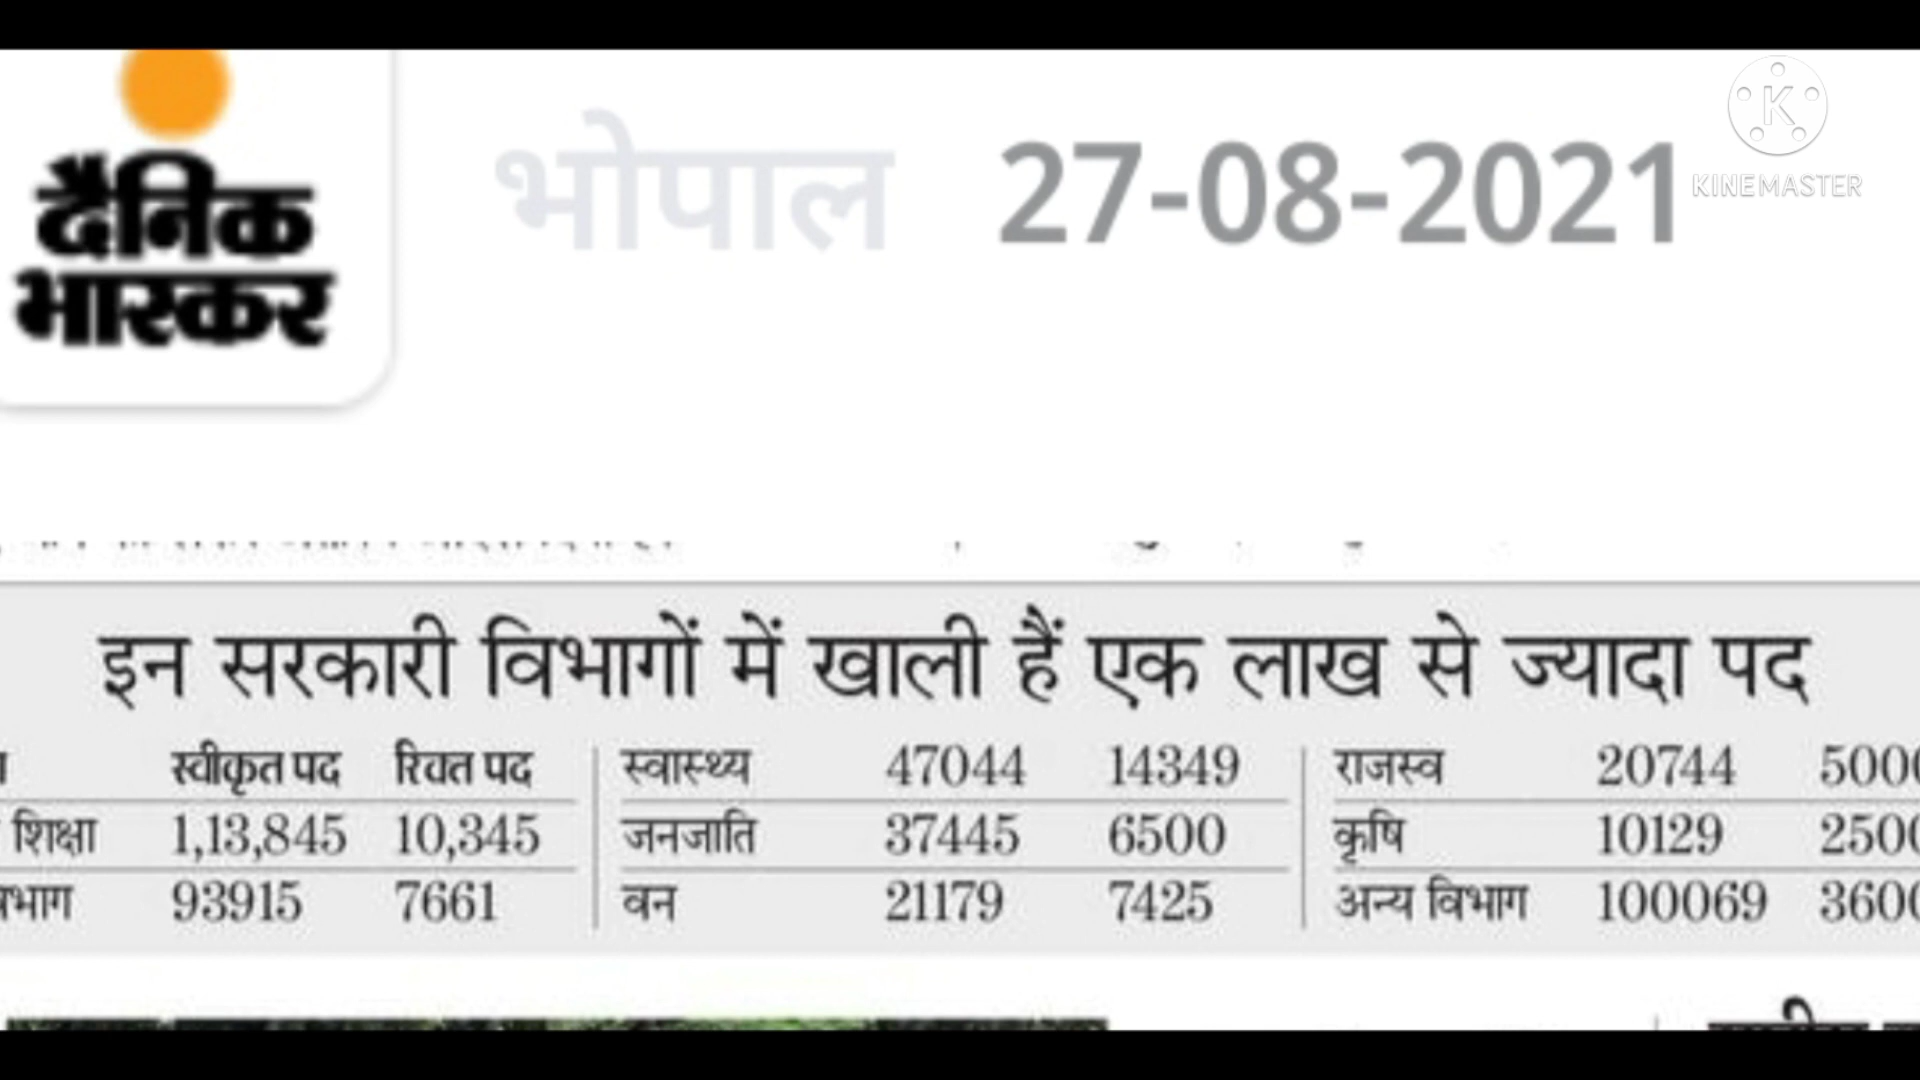 दैनिक
भास्कर
भोपाल 27-08-2021
KINEMASTER
इन सरकारी विभागों में खाली हैं एक लाख से ज्यादा पद
स्वीकृत पद रिक्त पद
शिक्षा 1,13,845 10,345
93915 7661
स्वास्थ्य 47044 14349
जनजाति 37445 6500
वन 21179 7425
राजस्व 20744
कृषि 10129
अन्य विभाग 100069